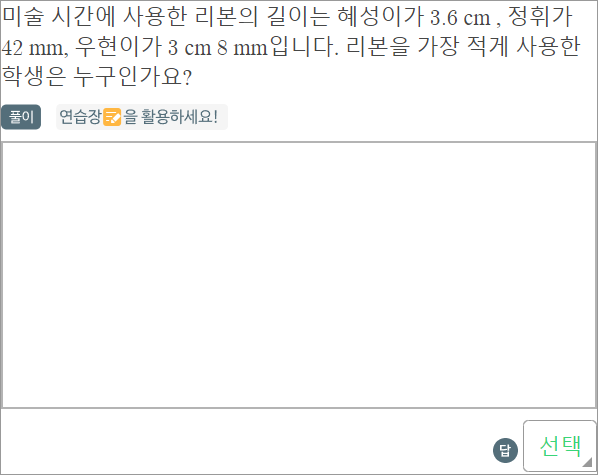 미술 시간에 사용한 리본의 길이는 혜성이가 3.6 cm , 정휘가
42 mm, 우현이가 3 cm 8 mm입니다. 리본을 가장 적게 사용한
학생은 누구인가요?
풀이 연습장을 활용하세요!
답 선택